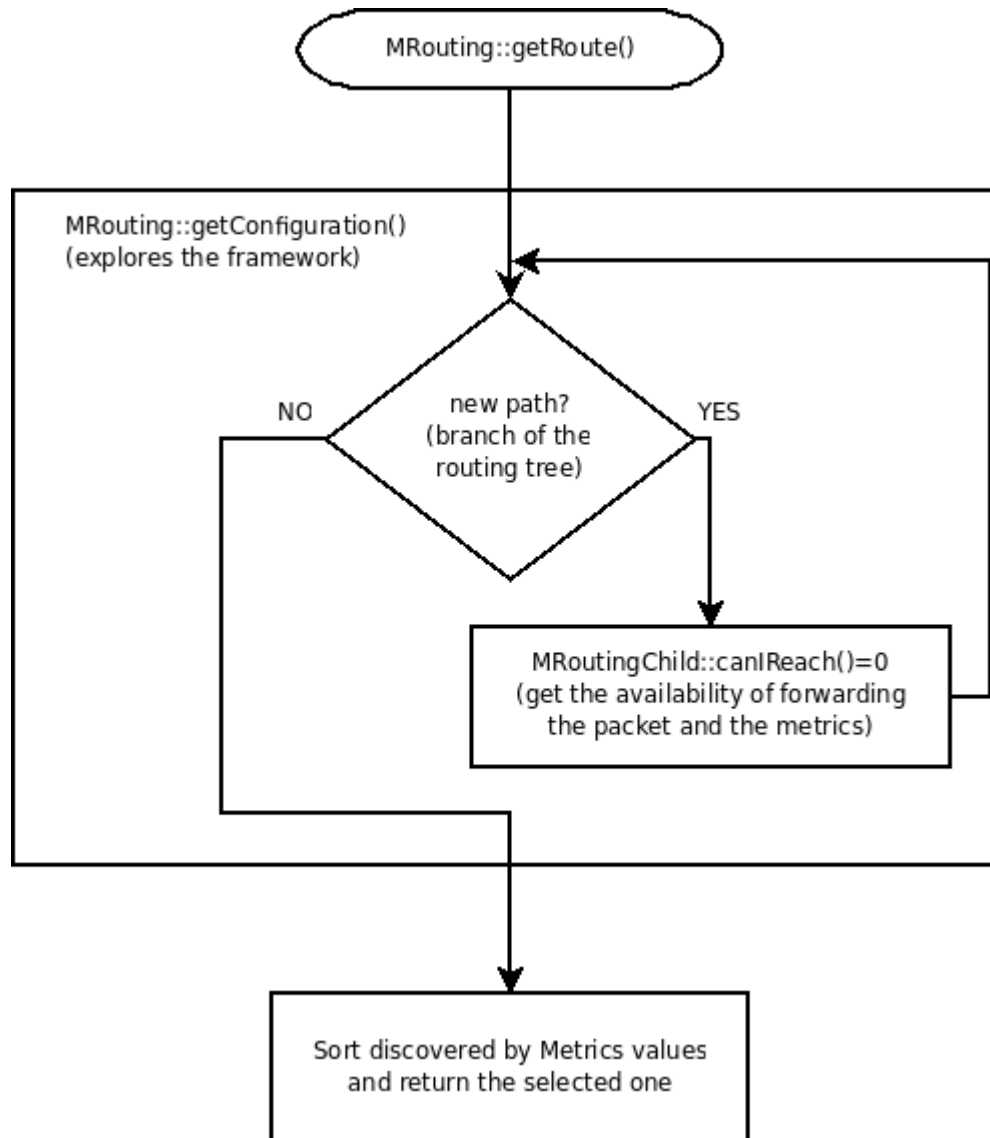 MRouting::getRoute()
MRouting::getConfiguration()
(explores the framework)
NO
new path?
(branch of the
routing tree)
YES
MRoutingChild::canIReach()=0
(get the availability of forwarding
the packet and the metrics)
Sort discovered by Metrics values
and return the selected one